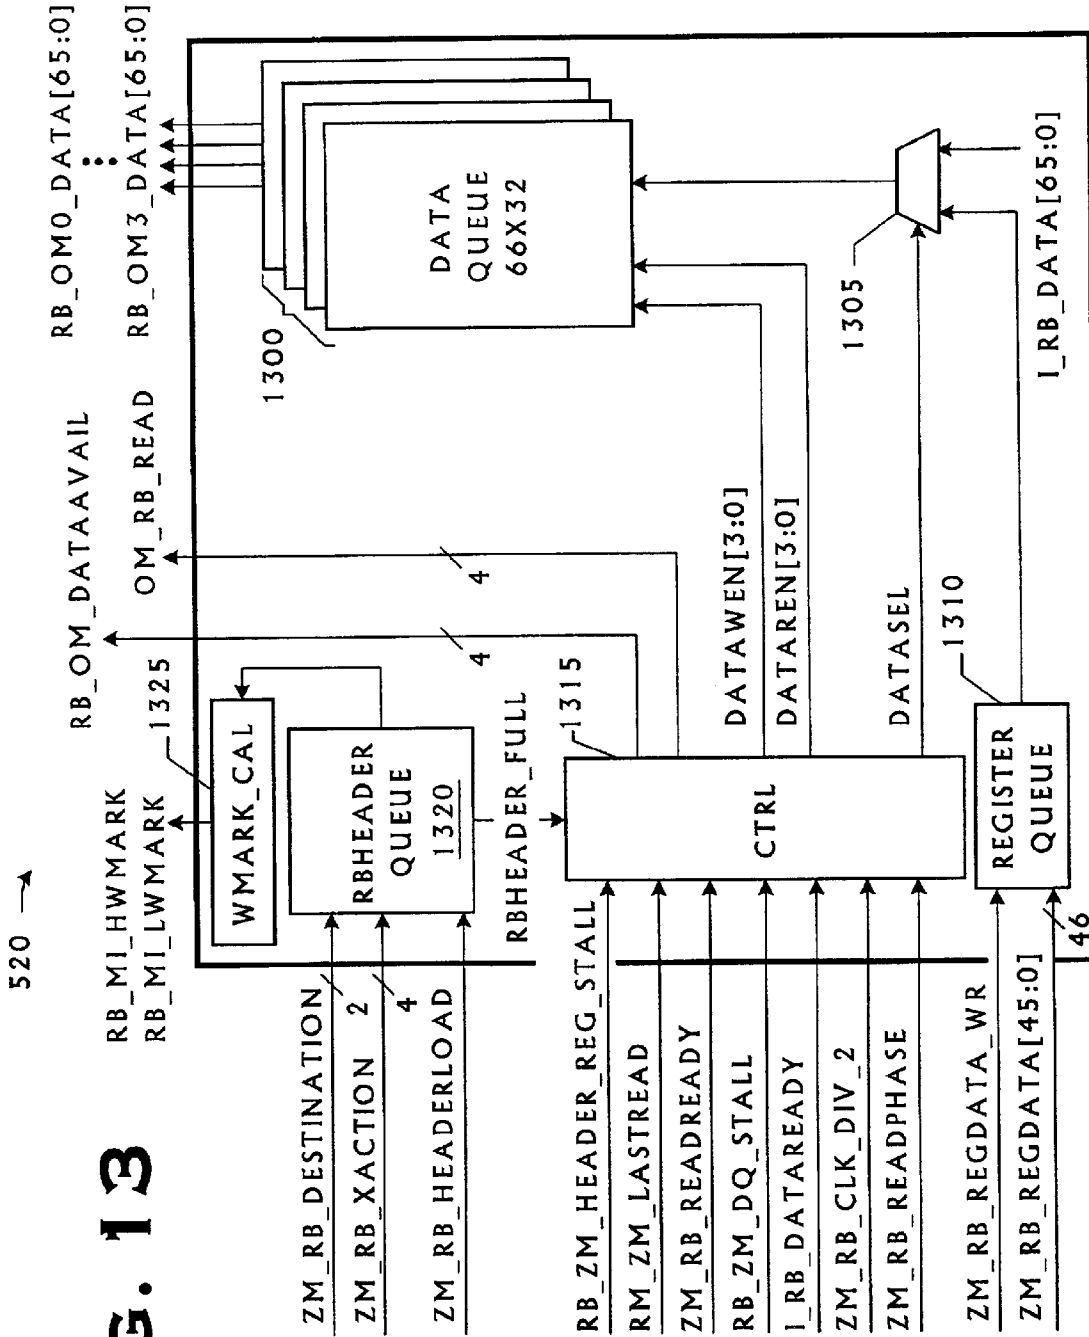 G. 13
520
RB_MI_HWMARK
RB_MI_LWMARK
RB_OM_DATAAVAIL
OM_RB_READ
RB_OM0_DATA[65:0]
RB_OM3_DATA[65:0]
1325
WMARK_CAL
RBHEADER
QUEUE
1320
ZM_RB_DESTINATION
2
ZM_RB_XACTION
2
4
ZM_RB_HEADERLOAD
4
4
1300
DATA
QUEUE
66X32
RBHEADER_FULL
1315
CTRL
RB_ZM_HEADER_REG_STALL
RM_ZM_LASTREAD
ZM_RB_READREADY
RB_ZM_DQ_STALL
I_RB_DATAREADY
ZM_RB_CLK_DIV_2
ZM_RB_READPHASE
DATAWEN[3:0]
DATAREN[3:0]
DATASEL
1305
1310
REGISTER
QUEUE
ZM_RB_REGDATA_WR
ZM_RB_REGDATA[45:0]
46
I_RB_DATA[65:0]